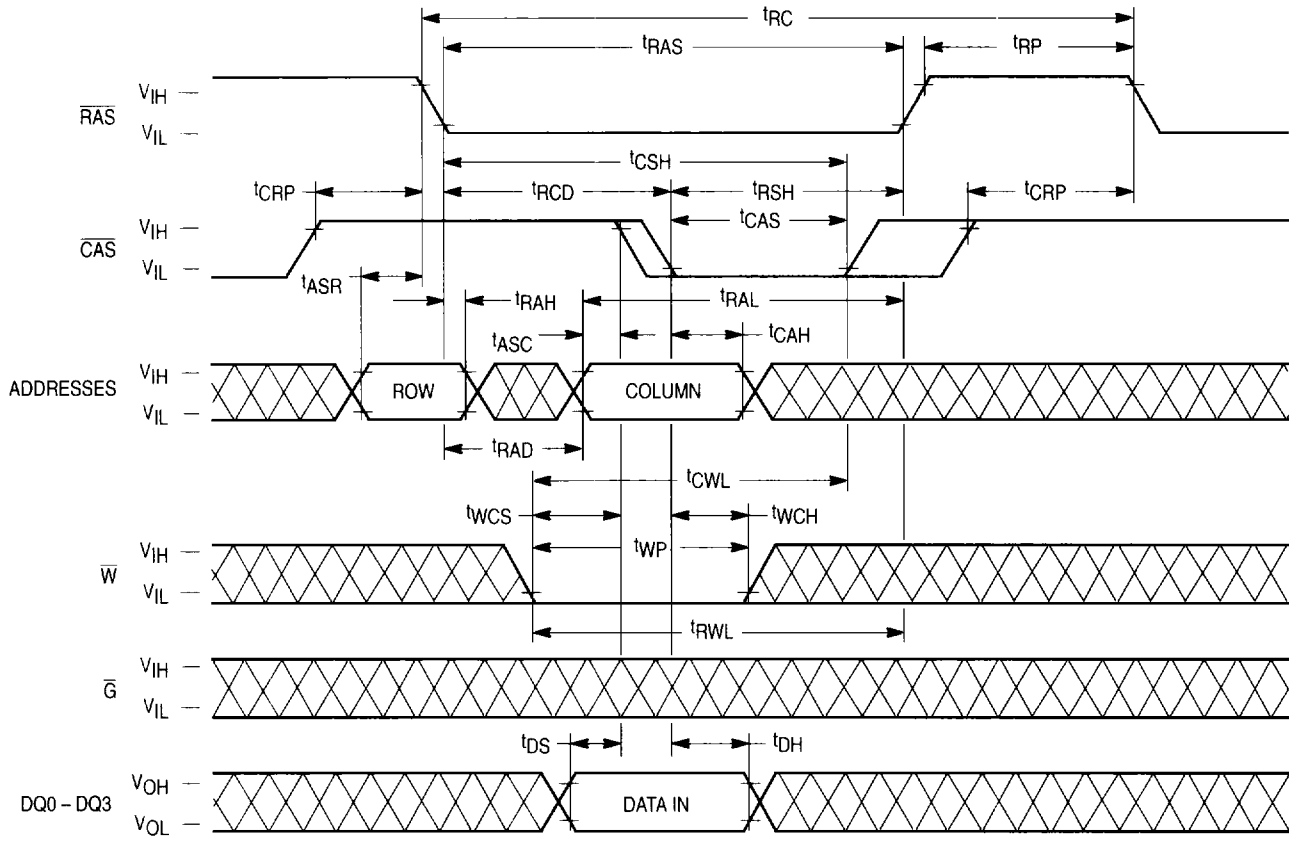 tRC
tRAS
tRP
RAS
VIH
VIL
tCSH
tCRP
tRCD
tRSH
tCRP
tCAS
CAS
VIH
VIL
tASR
tRAH
tRAL
tASC
tCAH
ADDRESSES
VIH
VIL
ROW
COLUMN
tRAD
tCWL
tWCS
tWCH
tWP
W
VIH
VIL
tRWL
G
VIH
VIL
tDS
tDH
DQ0 – DQ3
VOH
VOL
DATA IN